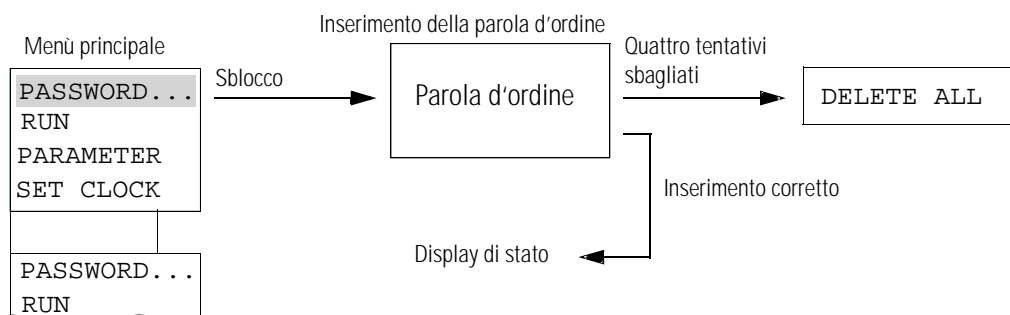 Inserimento della parola d'ordine
Menù principale
Quattro tentativi
sbagliati
Sblocco
PASSWORD...
RUN
PARAMETER
SET CLOCK
Parola d'ordine
DELETE ALL
Inserimento corretto
Display di stato
PASSWORD...
RUN